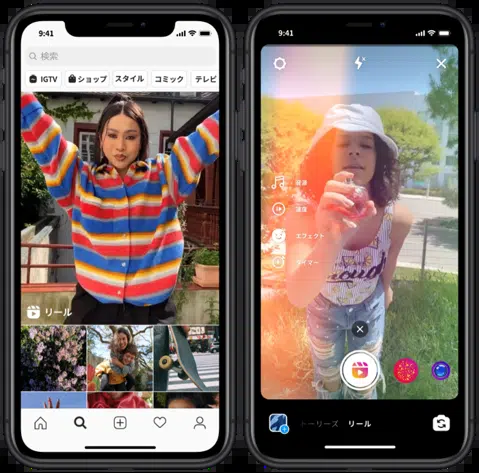 9:41
検索
IGTV
ショップ
スタイル
コミック
テレビ
リール
9:41
音源
速度
エフェクト
タイマー
トーリーズ
リール